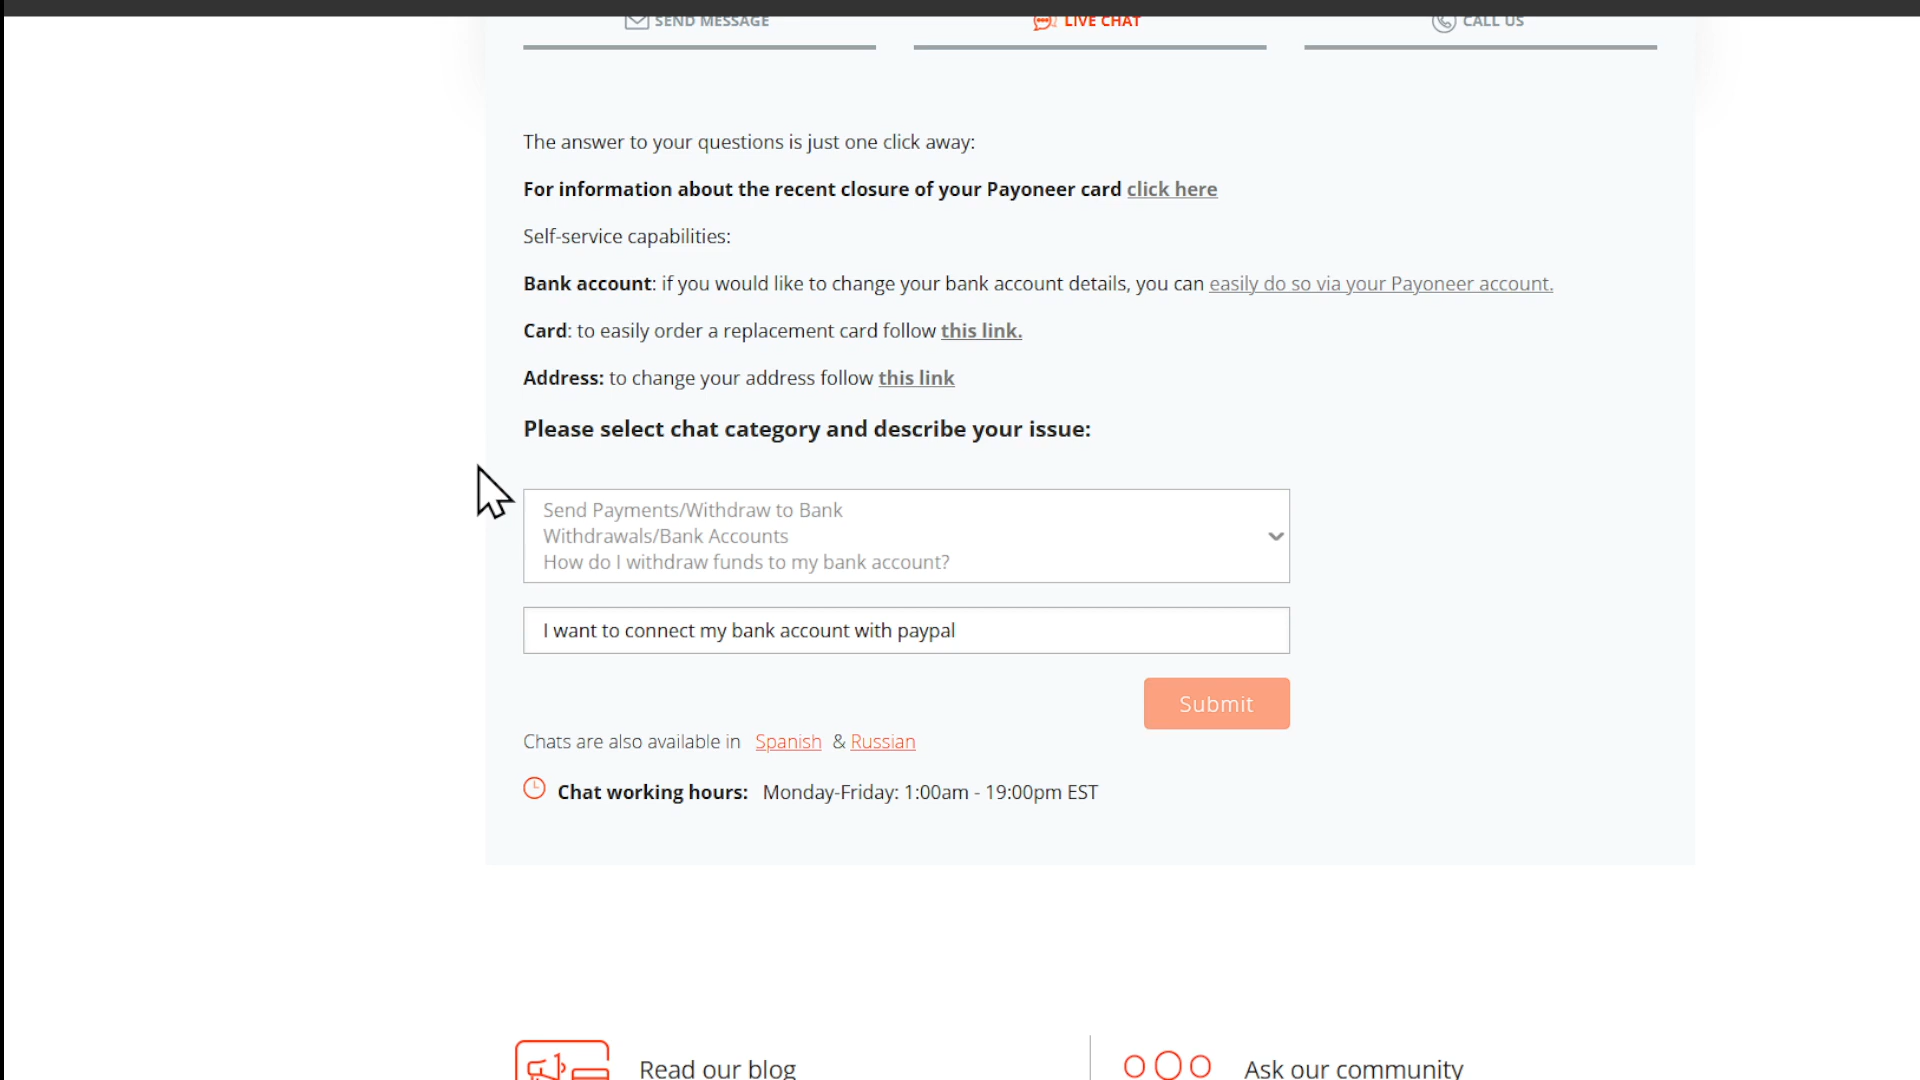 SEND MESSAGE
LIVE CHAT
CALL US
The answer to your questions is just one click away:
For information about the recent closure of your Payoneer card click here
Self-service capabilities:
Bank account: if you would like to change your bank account details, you can easily do so via your Payoneer account.
Card: to easily order a replacement card follow this link.
Address: to change your address follow this link
Please select chat category and describe your issue:
Send Payments/Withdraw to Bank
Withdrawals/Bank Accounts
How do I withdraw funds to my bank account?
I want to connect my bank account with paypal
Submit
Chats are also available in Spanish & Russian
Chat working hours: Monday-Friday: 1:00am - 19:00pm EST
Read our blog
Ask our community